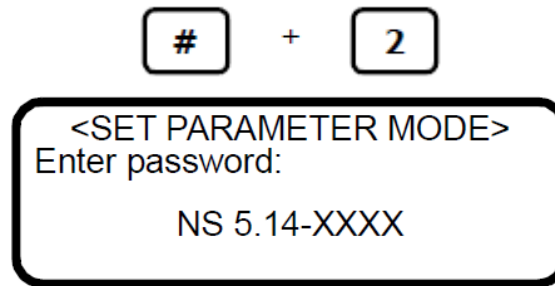 # + 2
<SET PARAMETER MODE>
Enter password:
NS 5.14-XXXX